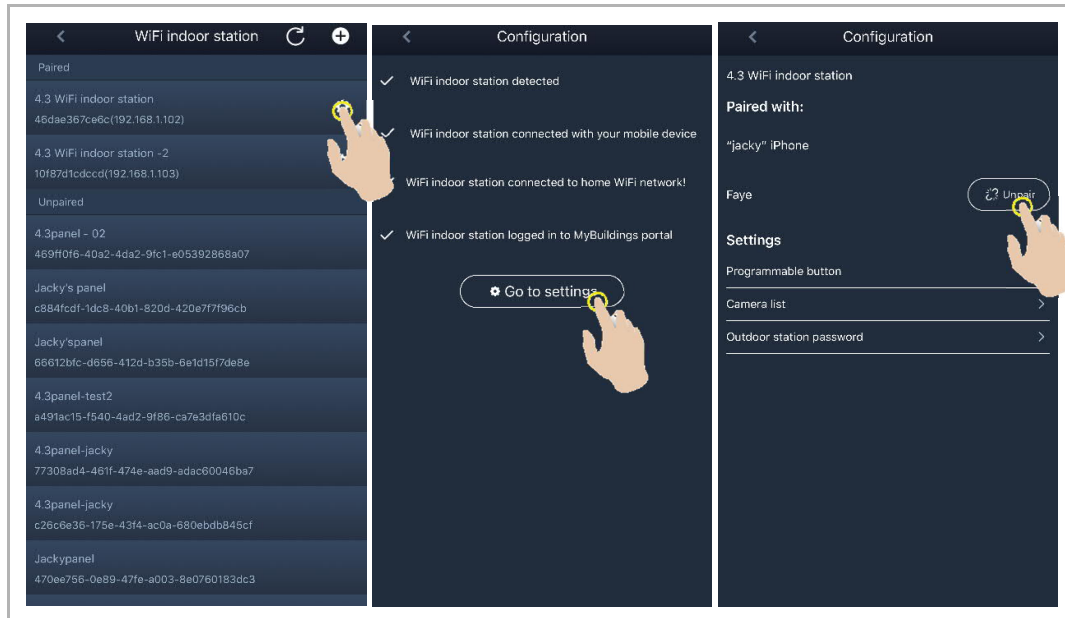 WiFi indoor station
Paired
4.3 WiFi indoor station
46dae367ce6c(192.168.1.102)
4.3 WiFi indoor station -2
10f87d1cdccd(192.168.1.103)
Unpaired
4.3panel - 02
469ff0f6-40a2-4da2-9fc1-e05392868a07
Jacky's panel
c884fcdf-1dc8-40b1-820d-420e7f7f96cb
Jacky'spanel
66612bfc-d656-412d-b35b-6e1d15f7de8e
4.3panel-test2
a491ac15-f540-4ad2-9f86-ca7e3dfa610c
4.3panel-jacky
77308ad4-461f-474e-aad9-adac60046ba7
4.3panel-jacky
c26c6e36-175e-43f4-ac0a-680ebdb845cf
Jackypanel
470ee756-0e89-47fe-a003-8e0760183dc3
Configuration
WiFi indoor station detected
WiFi indoor station connected with your mobile device
WiFi indoor station connected to home WiFi network!
WiFi indoor station logged in to MyBuildings portal
Go to settings
Configuration
4.3 WiFi indoor station
Paired with:
"jacky" iPhone
Faye
Unpair
Settings
Programmable button
Camera list
Outdoor station password